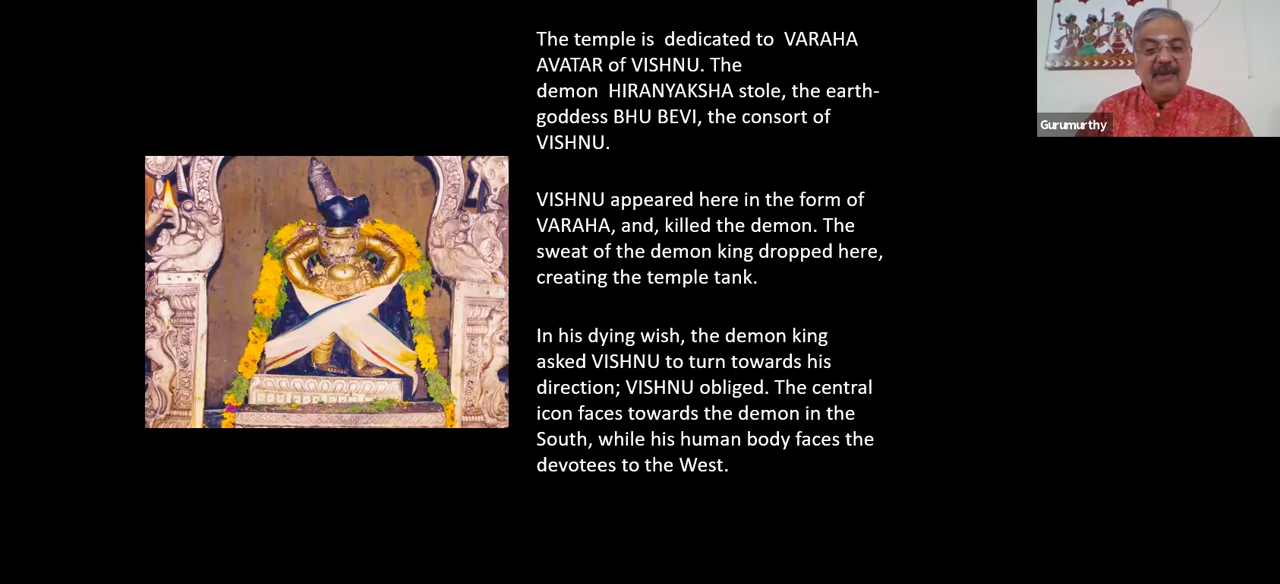 The temple is  dedicated to  VARAHA
AVATAR of VISHNU. The
demon  HIRANYAKSHA stole, the earth-
goddess BHU BEVI, the consort of
VISHNU.
VISHNU appeared here in the form of
VARAHA, and, killed the demon. The
sweat of the demon king dropped here,
creating the temple tank.
In his dying wish, the demon king
asked VISHNU to turn towards his
direction; VISHNU obliged. The central
icon faces towards the demon in the
South, while his human body faces the
devotees to the West.
Gurumurthy